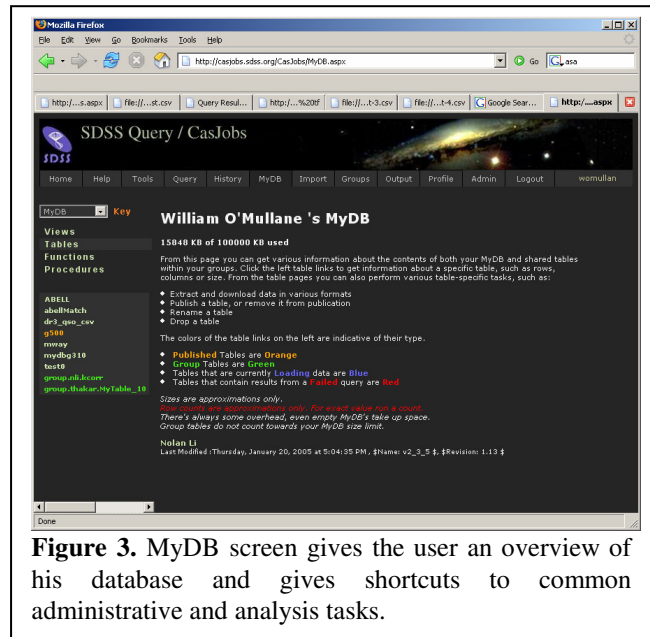 Mozilla Firefox
File Edit View Go Bookmarks Tools Help
http://casjobs.sdss.org/CasJobs/MyDB.aspx Go G asa
http:/...s.aspx file://...st.csv Query Resul... http:/...%20tf file://...t-3.csv file://...t-4.csv Google Sear... http:/....aspx
SDSS
SDSS Query / CasJobs
Home Help Tools Query History MyDB Import Groups Output Profile Admin Logout womullan
MyDB Key
Views
Tables
Functions
Procedures
ABELL
abellMatch
dr3_qso_csv
g500
mway
mydbg310
test0
group.nli.kcorr
group.thakar.MyTable_10
William O'Mullane 's MyDB
15848 KB of 100000 KB used
From this page you can get various information about the contents of both your MyDB and shared tables
within your groups. Click the left table links to get information about a specific table, such as rows,
columns or size. From the table pages you can also perform various table-specific tasks, such as:
Extract and download data in various formats
Publish a table, or remove it from publication
Rename a table
Drop a table
The colors of the table links on the left are indicative of their type.
Published Tables are Orange
Group Tables are Green
Tables that are currently Loading data are Blue
Tables that contain results from a Failed query are Red
Sizes are approximations only.
Row counts are approximations only. For exact value run a count.
There's always some overhead, even empty MyDB's take up space.
Group tables do not count towards your MyDB size limit.
Nolan Li
Last Modified :Thursday, January 20, 2005 at 5:04:35 PM , $Name: v2_3_5 $, $Revision: 1.13 $
Done
Figure 3. MyDB screen gives the user an overview of
his database and gives shortcuts to common
administrative and analysis tasks.